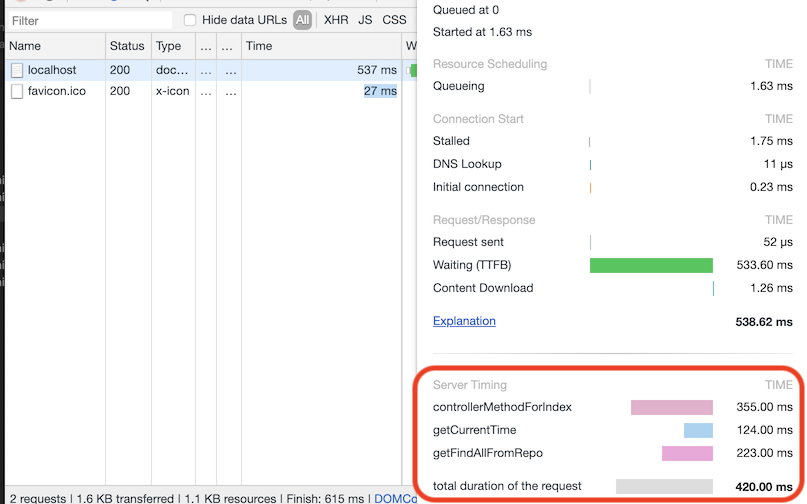 Queued at 0
Filter Hide data URLs All XHR JS CSS
Started at 1.63 ms
Name Status Type ... ... Time W
Resource Scheduling TIME
localhost 200 doc... ... ... 537 ms
Queueing 1.63 ms
favicon.ico 200 x-icon ... ... 27 ms
Connection Start TIME
Stalled 1.75 ms
DNS Lookup 11 µs
Initial connection 0.23 ms
Request/Response TIME
Request sent 52 µs
Waiting (TTFB) 533.60 ms
Content Download 1.26 ms
Explanation 538.62 ms
Server Timing TIME
controllerMethodForIndex 355.00 ms
getCurrentTime 124.00 ms
getFindAllFromRepo 223.00 ms
total duration of the request 420.00 ms
2 requests | 1.6 KB transferred | 1.1 KB resources | Finish: 615 ms | DOMCo